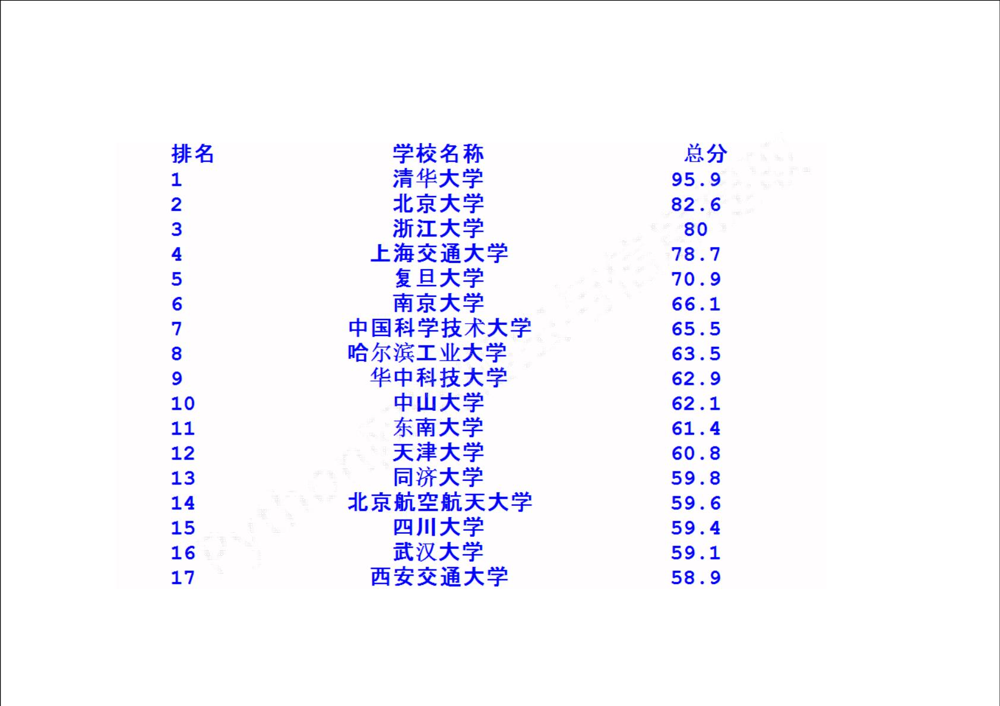 排名 学校名称 总分
1 清华大学 95.9
2 北京大学 82.6
3 浙江大学 80
4 上海交通大学 78.7
5 复旦大学 70.9
6 南京大学 66.1
7 中国科学技术大学 65.5
8 哈尔滨工业大学 63.5
9 华中科技大学 62.9
10 中山大学 62.1
11 东南大学 61.4
12 天津大学 60.8
13 同济大学 59.8
14 北京航空航天大学 59.6
15 四川大学 59.4
16 武汉大学 59.1
17 西安交通大学 58.9